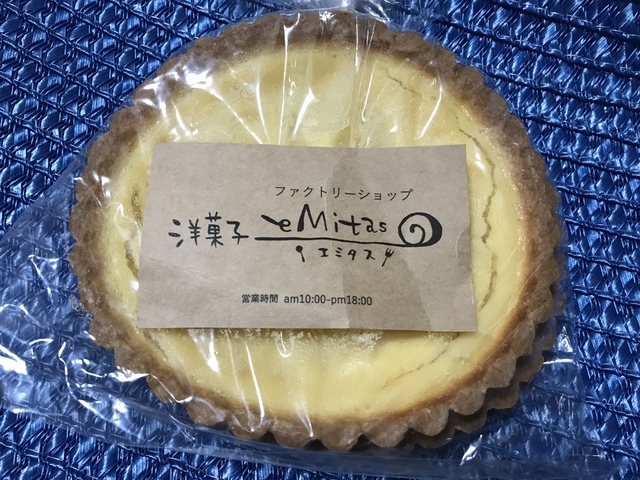 ファクトリーショップ
洋菓子 eMitas
エミタス
営業時間 am10:00-pm18:00